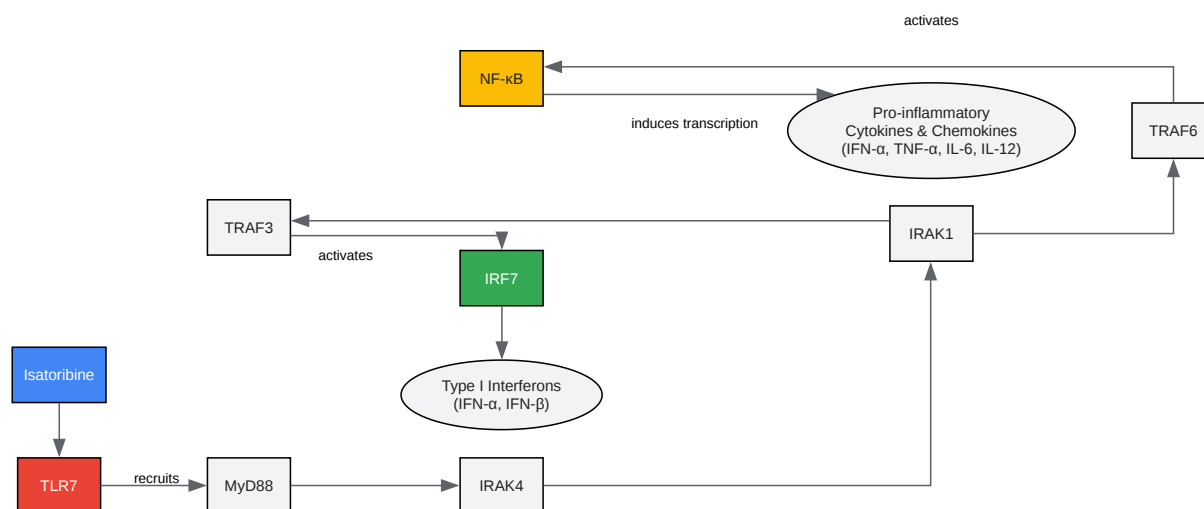 activates
NF-κB
induces transcription
Pro-inflammatory
Cytokines & Chemokines
(IFN-α, TNF-α, IL-6, IL-12)
TRAF6
TRAF3
activates
IRAK1
IRF7
Isatoribine
Type I Interferons
(IFN-α, IFN-β)
TLR7
recruits
MyD88
IRAK4